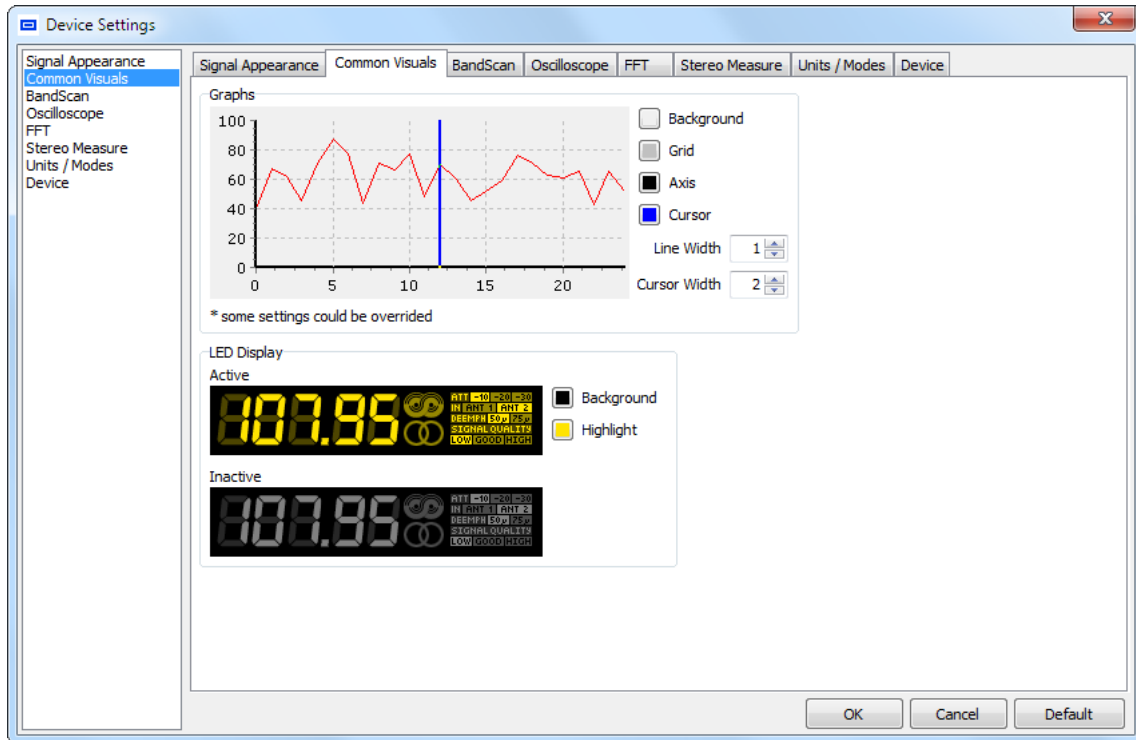 Device Settings
Signal Appearance
Common Visuals
BandScan
Oscilloscope
FFT
Stereo Measure
Units / Modes
Device
Signal Appearance Common Visuals BandScan Oscilloscope FFT Stereo Measure Units / Modes Device
Graphs
100
80
60
40
20
0
0 5 10 15 20
Background
Grid
Axis
Cursor
Line Width 1
Cursor Width 2
* some settings could be overrided
LED Display
Active
107.95
ATT -10 -20 -30
IN ANT 1 ANT 2
DEEMPH 50µ 75µ
SIGNAL QUALITY
LOW GOOD HIGH
Background
Highlight
Inactive
107.95
ATT -10 -20 -30
IN ANT 1 ANT 2
DEEMPH 50µ 75µ
SIGNAL QUALITY
LOW GOOD HIGH
OK Cancel Default